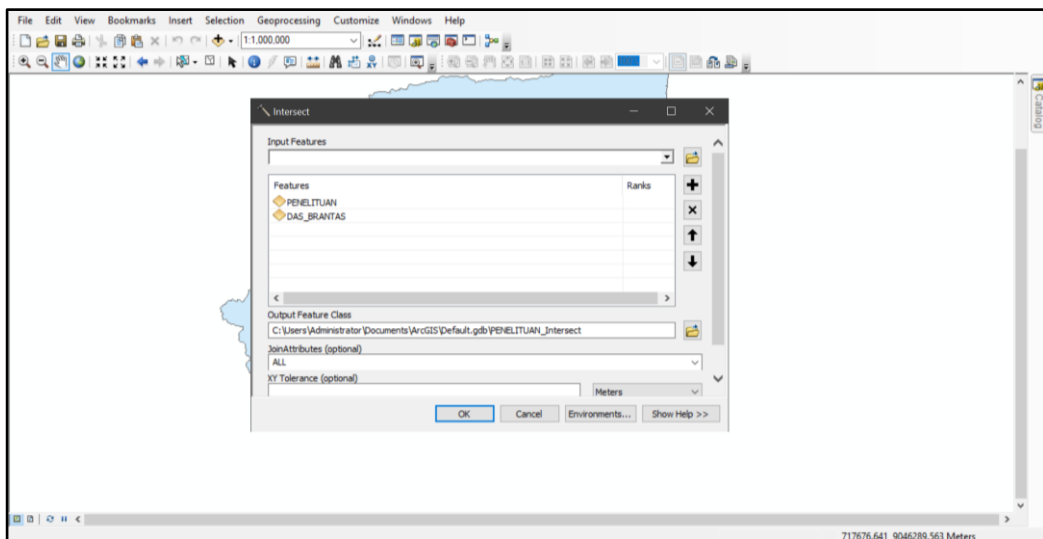 File Edit View Bookmarks Insert Selection Geoprocessing Customize Windows Help
1:1,000,000
Catalog
Intersect
Input Features
Features Ranks
PENELITUAN
DAS_BRANTAS
Output Feature Class
C:\Users\Administrator\Documents\ArcGIS\Default.gdb\PENELITUAN_Intersect
JoinAttributes (optional)
ALL
XY Tolerance (optional)
Meters
OK Cancel Environments... Show Help >>
717676,641 9046289,563 Meters